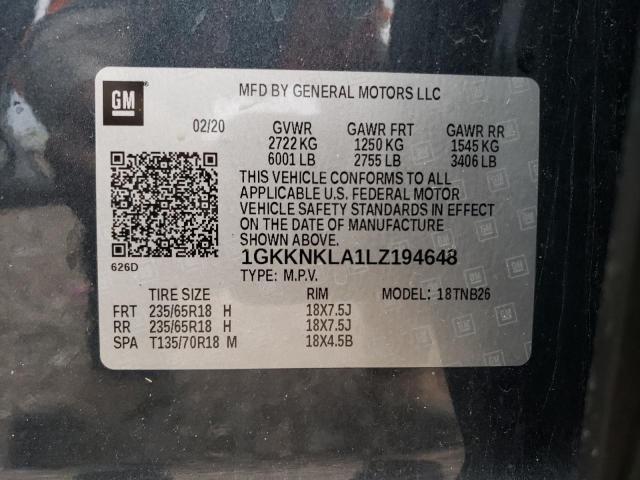 GM
MFD BY GENERAL MOTORS LLC
02/20 GVWR GAWR FRT GAWR RR
2722 KG 1250 KG 1545 KG
6001 LB 2755 LB 3406 LB
THIS VEHICLE CONFORMS TO ALL
APPLICABLE U.S. FEDERAL MOTOR
VEHICLE SAFETY STANDARDS IN EFFECT
ON THE DATE OF MANUFACTURE
SHOWN ABOVE.
626D
1GKKNKLA1LZ194648
TYPE: M.P.V.
TIRE SIZE RIM MODEL: 18TNB26
FRT 235/65R18 H 18X7.5J
RR 235/65R18 H 18X7.5J
SPA T135/70R18 M 18X4.5B